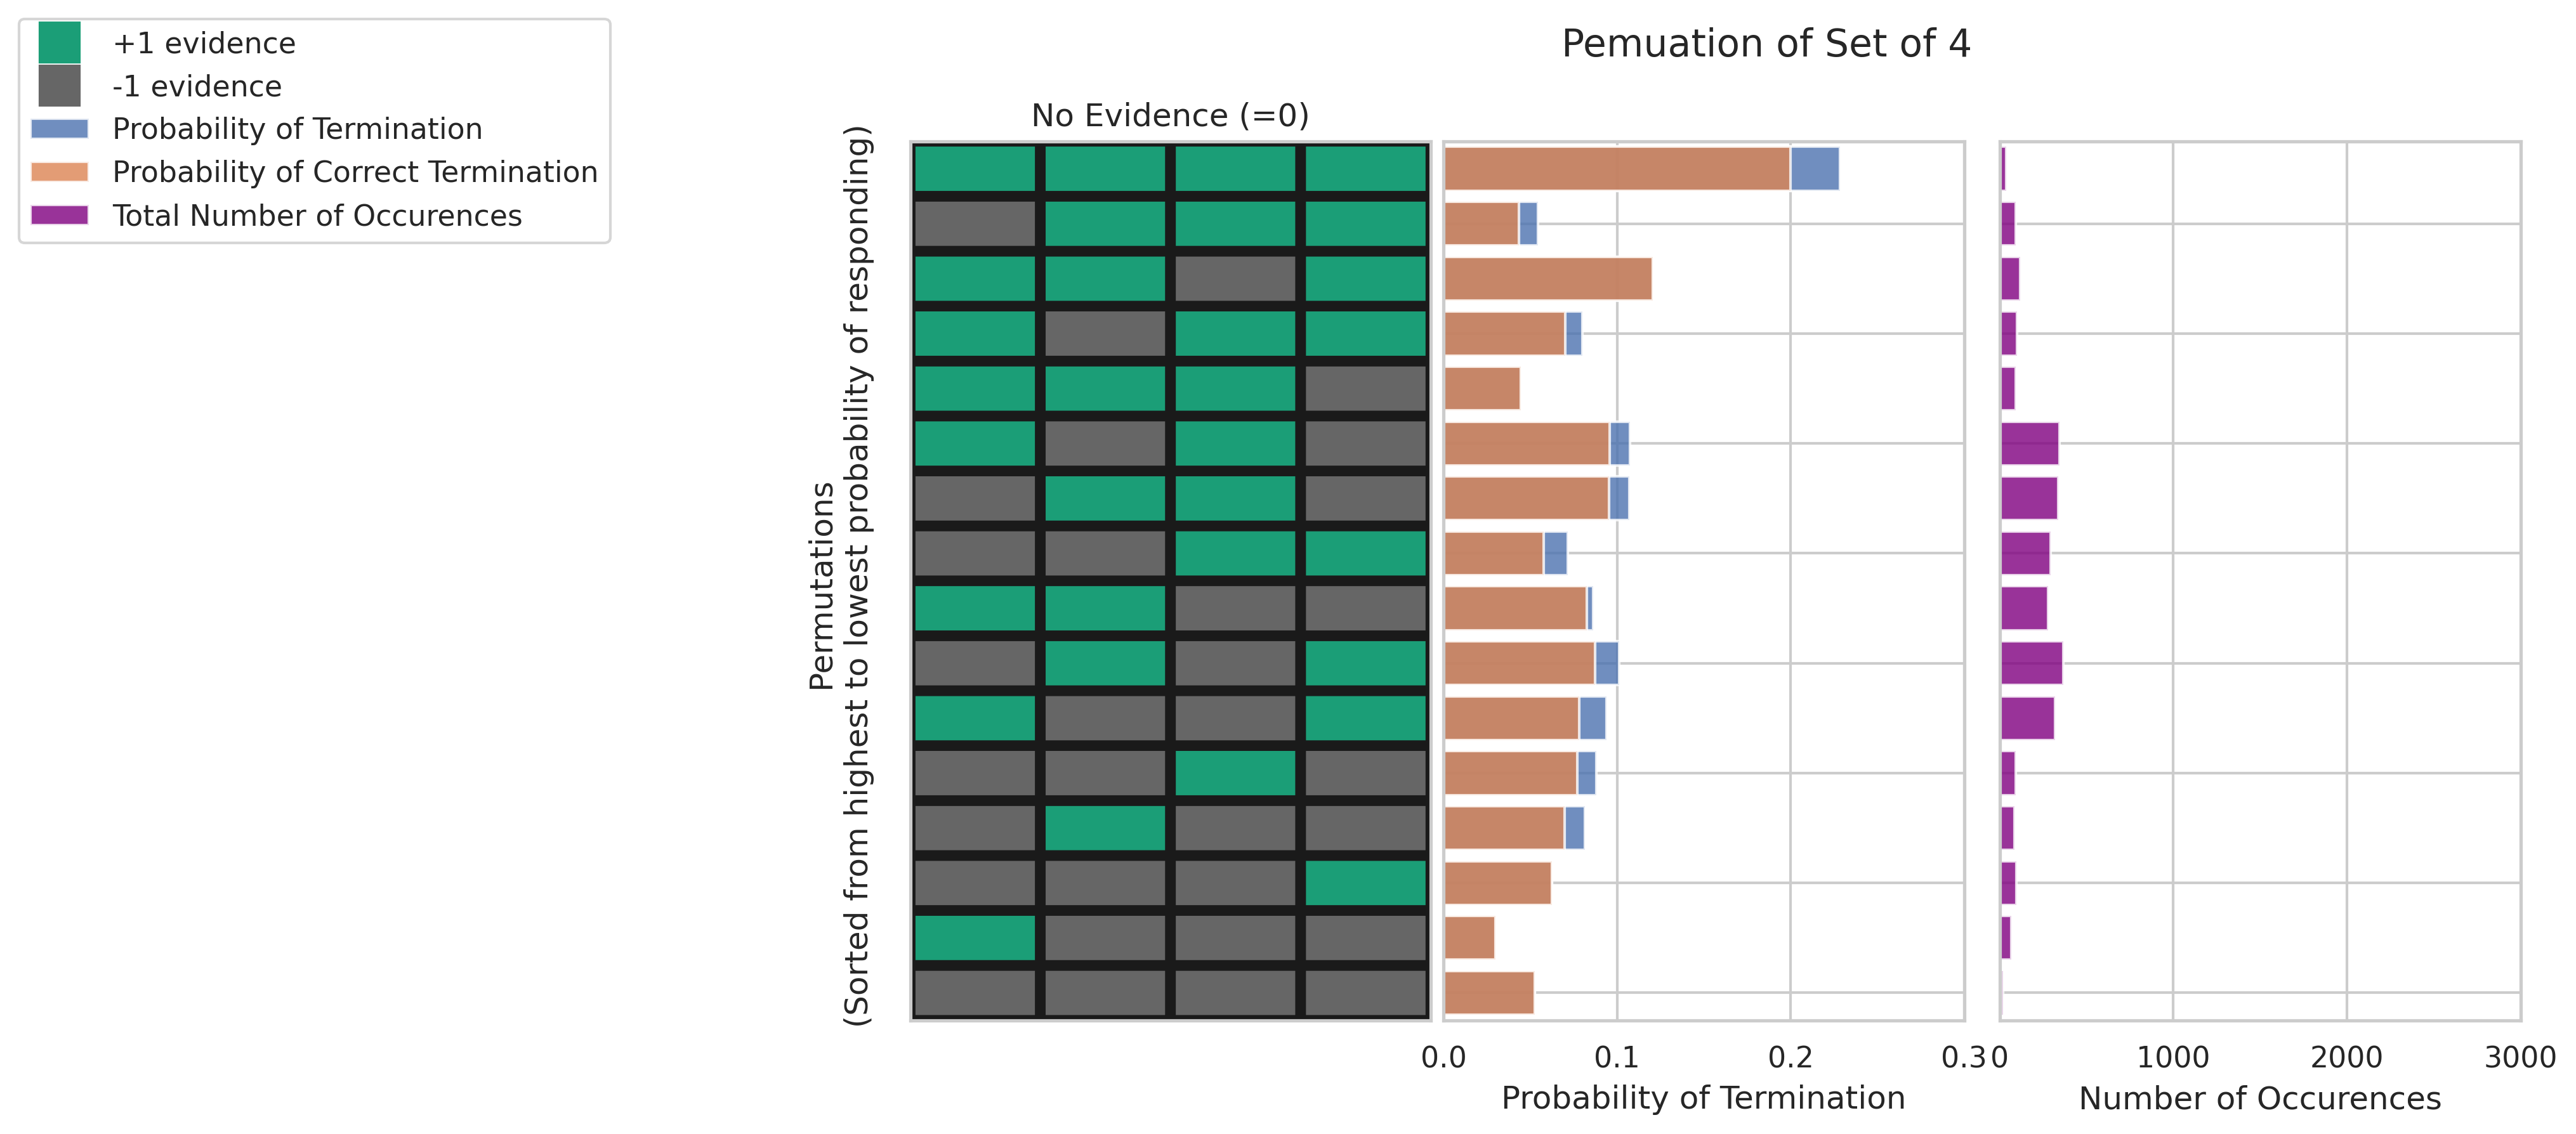 +1 evidence
-1 evidence
Probability of Termination
Probability of Correct Termination
Total Number of Occurences
Pemuation of Set of 4
No Evidence (=0)
Permutations
(Sorted from highest to lowest probability of responding)
0.0
0.1
0.2
0.3
Probability of Termination
0
1000
2000
3000
Number of Occurences